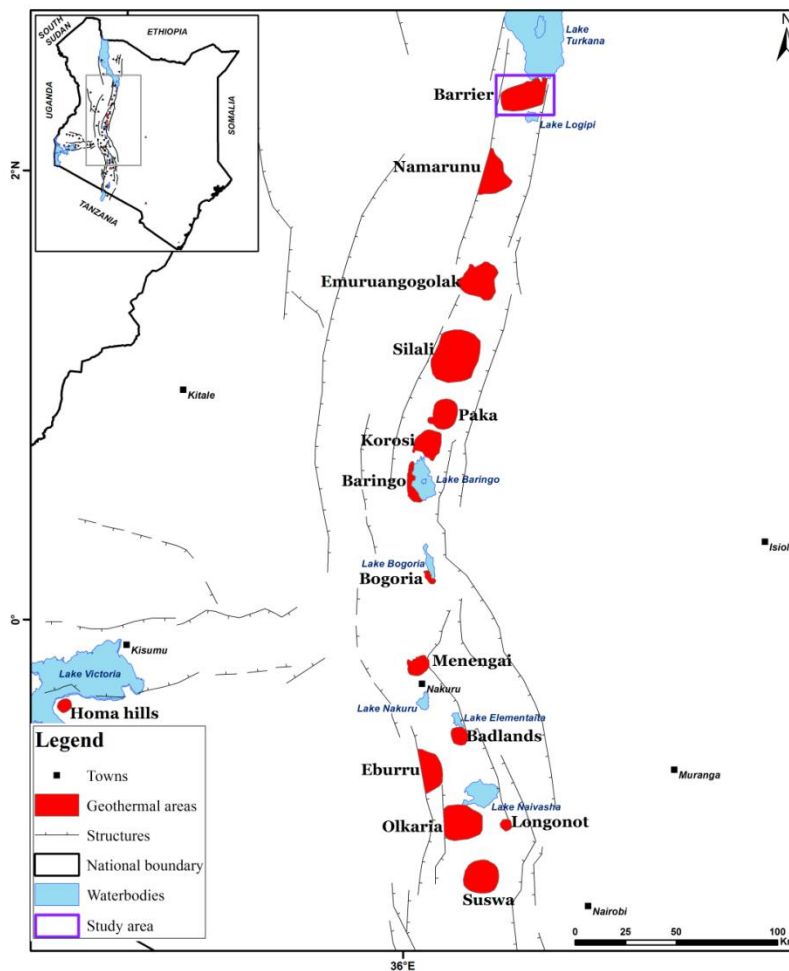 SOUTH
SUDAN
ETHIOPIA
UGANDA
SOMALIA
TANZANIA
N
Lake
Turkana
Barrier
Lake Logipi
2°N
Namarunu
Emuruangogolak
Silali
Kitale
Paka
Korosi
Baringo
Lake Baringo
Isiol
Lake Bogoria
Bogoria
0°
Kisumu
Menengai
Lake Victoria
Nakuru
Lake Nakuru
Homa hills
Lake Elementaita
Badlands
Eburru
Muranga
Lake Naivasha
Olkaria
Longonot
Suswa
Nairobi
Legend
Towns
Geothermal areas
Structures
National boundary
Waterbodies
Study area
0 25 50 100
Km
36°E